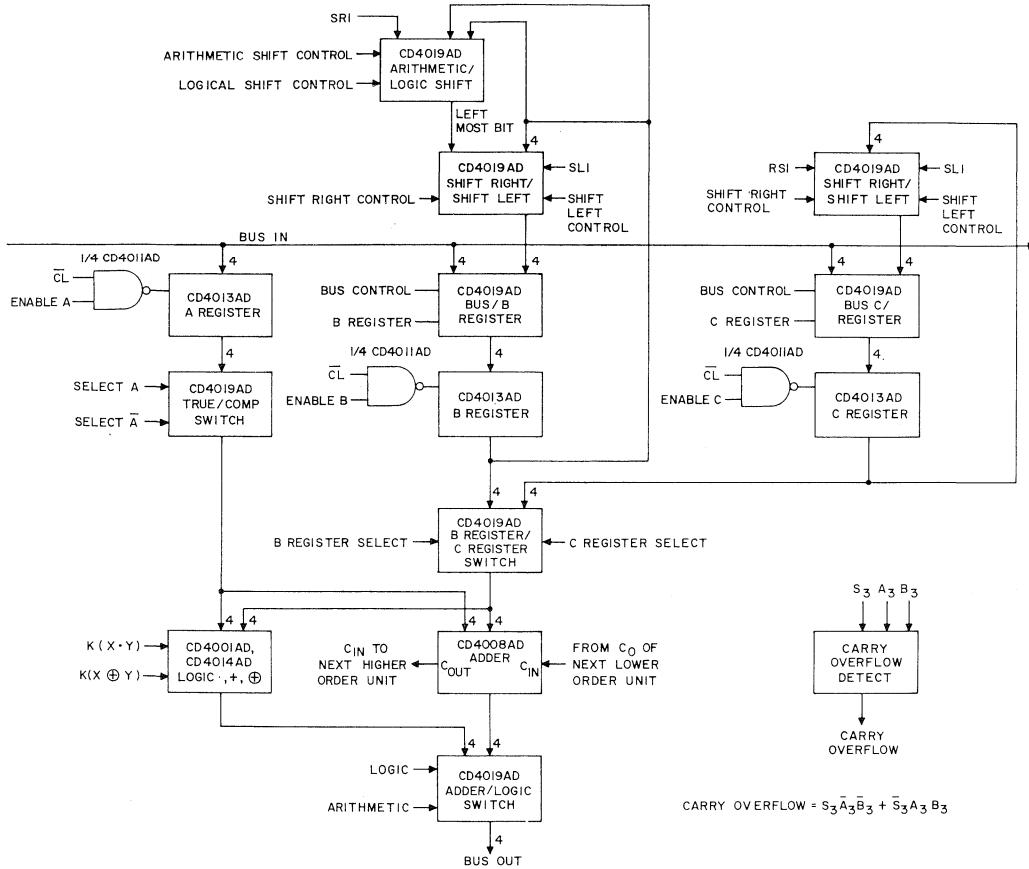 SRI
ARITHMETIC SHIFT CONTROL
LOGICAL SHIFT CONTROL
CD4019AD
ARITHMETIC/
LOGIC SHIFT
LEFT
MOST BIT
4
CD4019AD
SHIFT RIGHT/
SHIFT LEFT
SLI
SHIFT RIGHT CONTROL
SHIFT
LEFT
CONTROL
4
CD4019AD
SHIFT RIGHT/
SHIFT LEFT
RSI
SLI
SHIFT RIGHT
CONTROL
SHIFT
LEFT
CONTROL
BUS IN
1/4 CD4011AD
C̅L̅
ENABLE A
4
CD4013AD
A REGISTER
4
4
BUS CONTROL
B REGISTER
CD4019AD
BUS/B
REGISTER
4
4
BUS CONTROL
C REGISTER
CD4019AD
BUS C/
REGISTER
4
SELECT A
SELECT A̅
CD4019AD
TRUE/COMP
SWITCH
1/4 CD4011AD
C̅L̅
ENABLE B
4
CD4013AD
B REGISTER
1/4 CD4011AD
C̅L̅
ENABLE C
4
CD4013AD
C REGISTER
4
4
B REGISTER SELECT
CD4019AD
B REGISTER/
C REGISTER
SWITCH
C REGISTER SELECT
4
4
K(X·Y)
K(X ⊕ Y)
CD4001AD,
CD4014AD
LOGIC ·,+,⊕
CIN TO
NEXT HIGHER
ORDER UNIT
4
4
CD4008AD
ADDER
COUT
CIN
FROM CO OF
NEXT LOWER
ORDER UNIT
S3 A3 B3
CARRY
OVERFLOW
DETECT
CARRY
OVERFLOW
4
4
LOGIC
ARITHMETIC
CD4019AD
ADDER/LOGIC
SWITCH
4
BUS OUT
CARRY OVERFLOW = S3A̅3B̅3 + S̅3A3B3